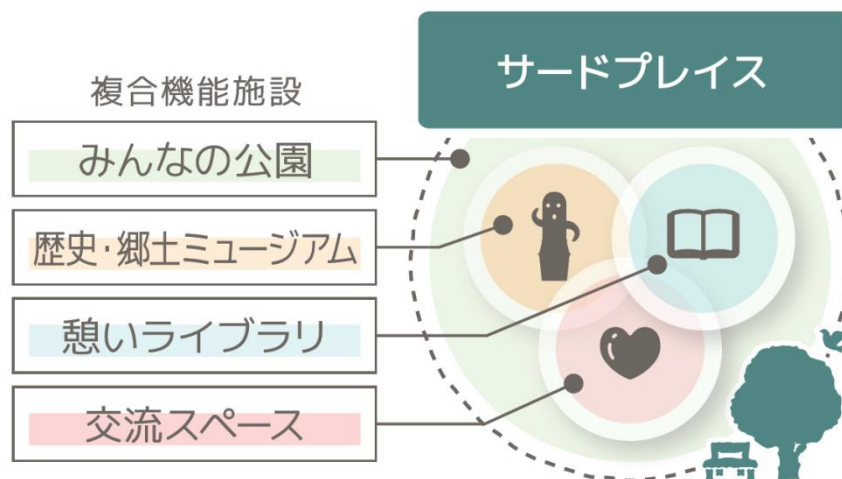 サードプレイス
複合機能施設
みんなの公園
歴史・郷土ミュージアム
憩いライブラリ
交流スペース